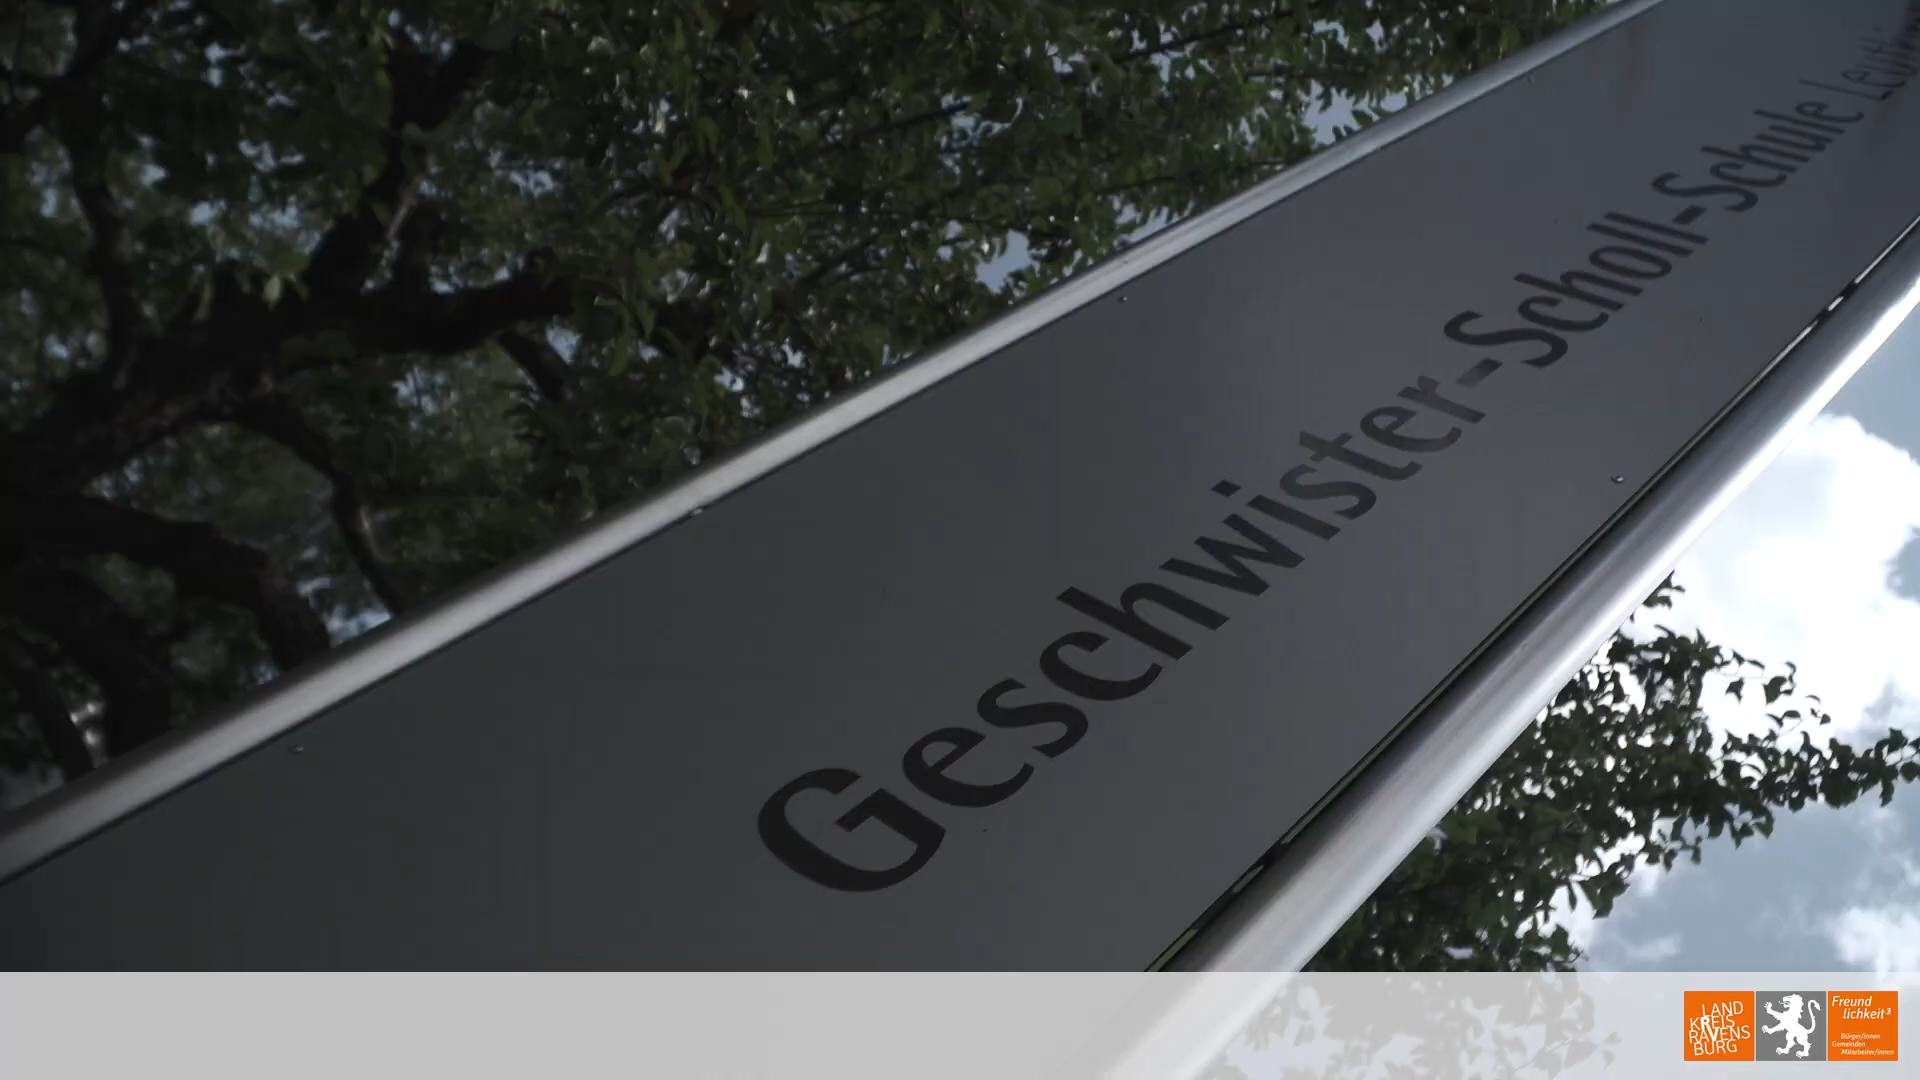 Geschwister-Scholl-Schule
LAND
KREIS
RAVENS
BURG
Freund
lichkeit³
Bürger/innen
Gemeinden
Mitarbeiter/innen